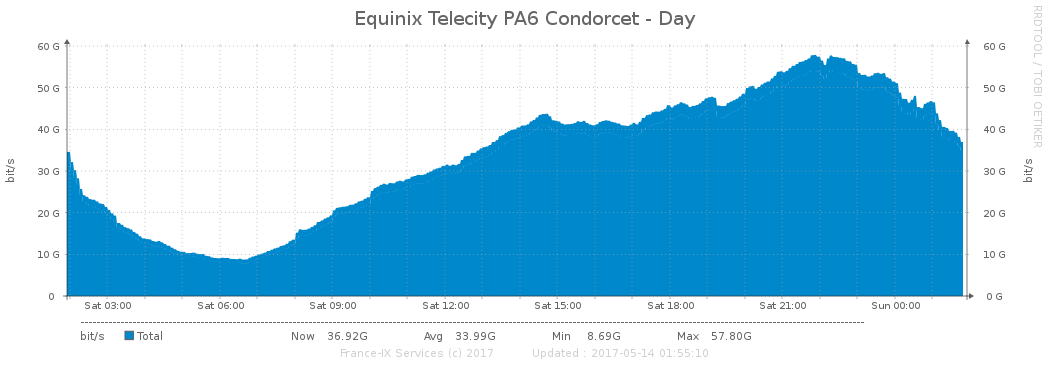 Equinix Telecity PA6 Condorcet - Day
RRDTOOL / TOBI OETIKER
60 G 60 G
50 G 50 G
40 G 40 G
30 G 30 G
20 G 20 G
10 G 10 G
0 0 G
bit/s
bit/s
Sat 03:00 Sat 06:00 Sat 09:00 Sat 12:00 Sat 15:00 Sat 18:00 Sat 21:00 Sun 00:00
bit/s Total Now 36.92G Avg 33.99G Min 8.69G Max 57.80G
France-IX Services (c) 2017 Updated : 2017-05-14 01:55:10